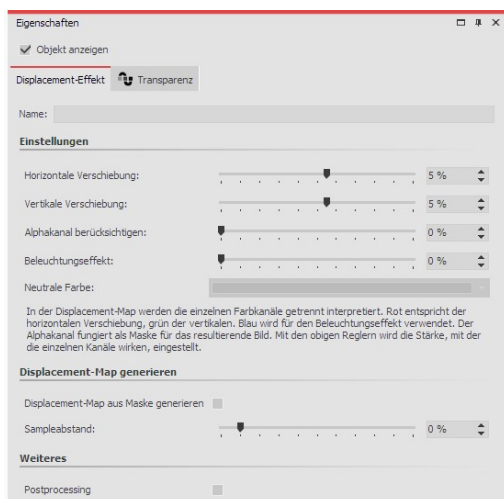 Eigenschaften
Objekt anzeigen
Displacement-Effekt Transparenz
Name:
Einstellungen
Horizontale Verschiebung: 5 %
Vertikale Verschiebung: 5 %
Alphakanal berücksichtigen: 0 %
Beleuchtungseffekt: 0 %
Neutrale Farbe:
In der Displacement-Map werden die einzelnen Farbkanäle getrennt interpretiert. Rot entspricht der
horizontalen Verschiebung, grün der vertikalen. Blau wird für den Beleuchtungseffekt verwendet. Der
Alphakanal fungiert als Maske für das resultierende Bild. Mit den obigen Reglern wird die Stärke, mit der
die einzelnen Kanäle wirken, eingestellt.
Displacement-Map generieren
Displacement-Map aus Maske generieren
Sampleabstand: 0 %
Weiteres
Postprocessing